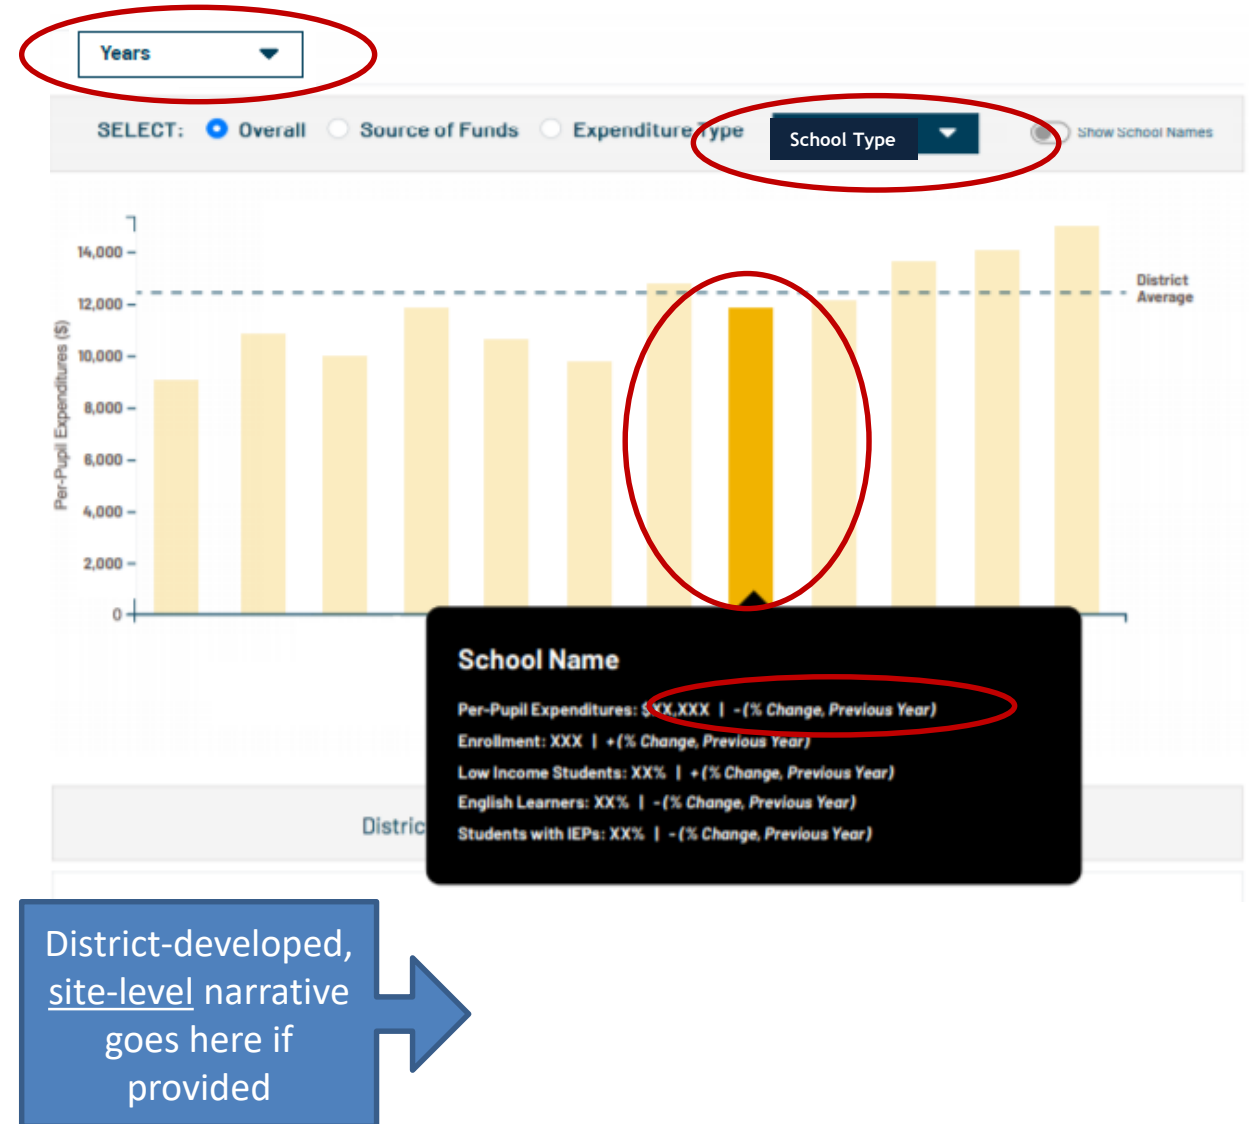 Years
SELECT: Overall Source of Funds Expenditure Type School Type Show School Names
14,000
12,000
10,000
8,000
6,000
4,000
2,000
0
Per-Pupil Expenditures ($)
District
Average
School Name
Per-Pupil Expenditures: $XX,XXX | -(% Change, Previous Year)
Enrollment: XXX | +(% Change, Previous Year)
Low Income Students: XX% | +(% Change, Previous Year)
English Learners: XX% | -(% Change, Previous Year)
Students with IEPs: XX% | -(% Change, Previous Year)
Distric
District-developed,
site-level narrative
goes here if
provided